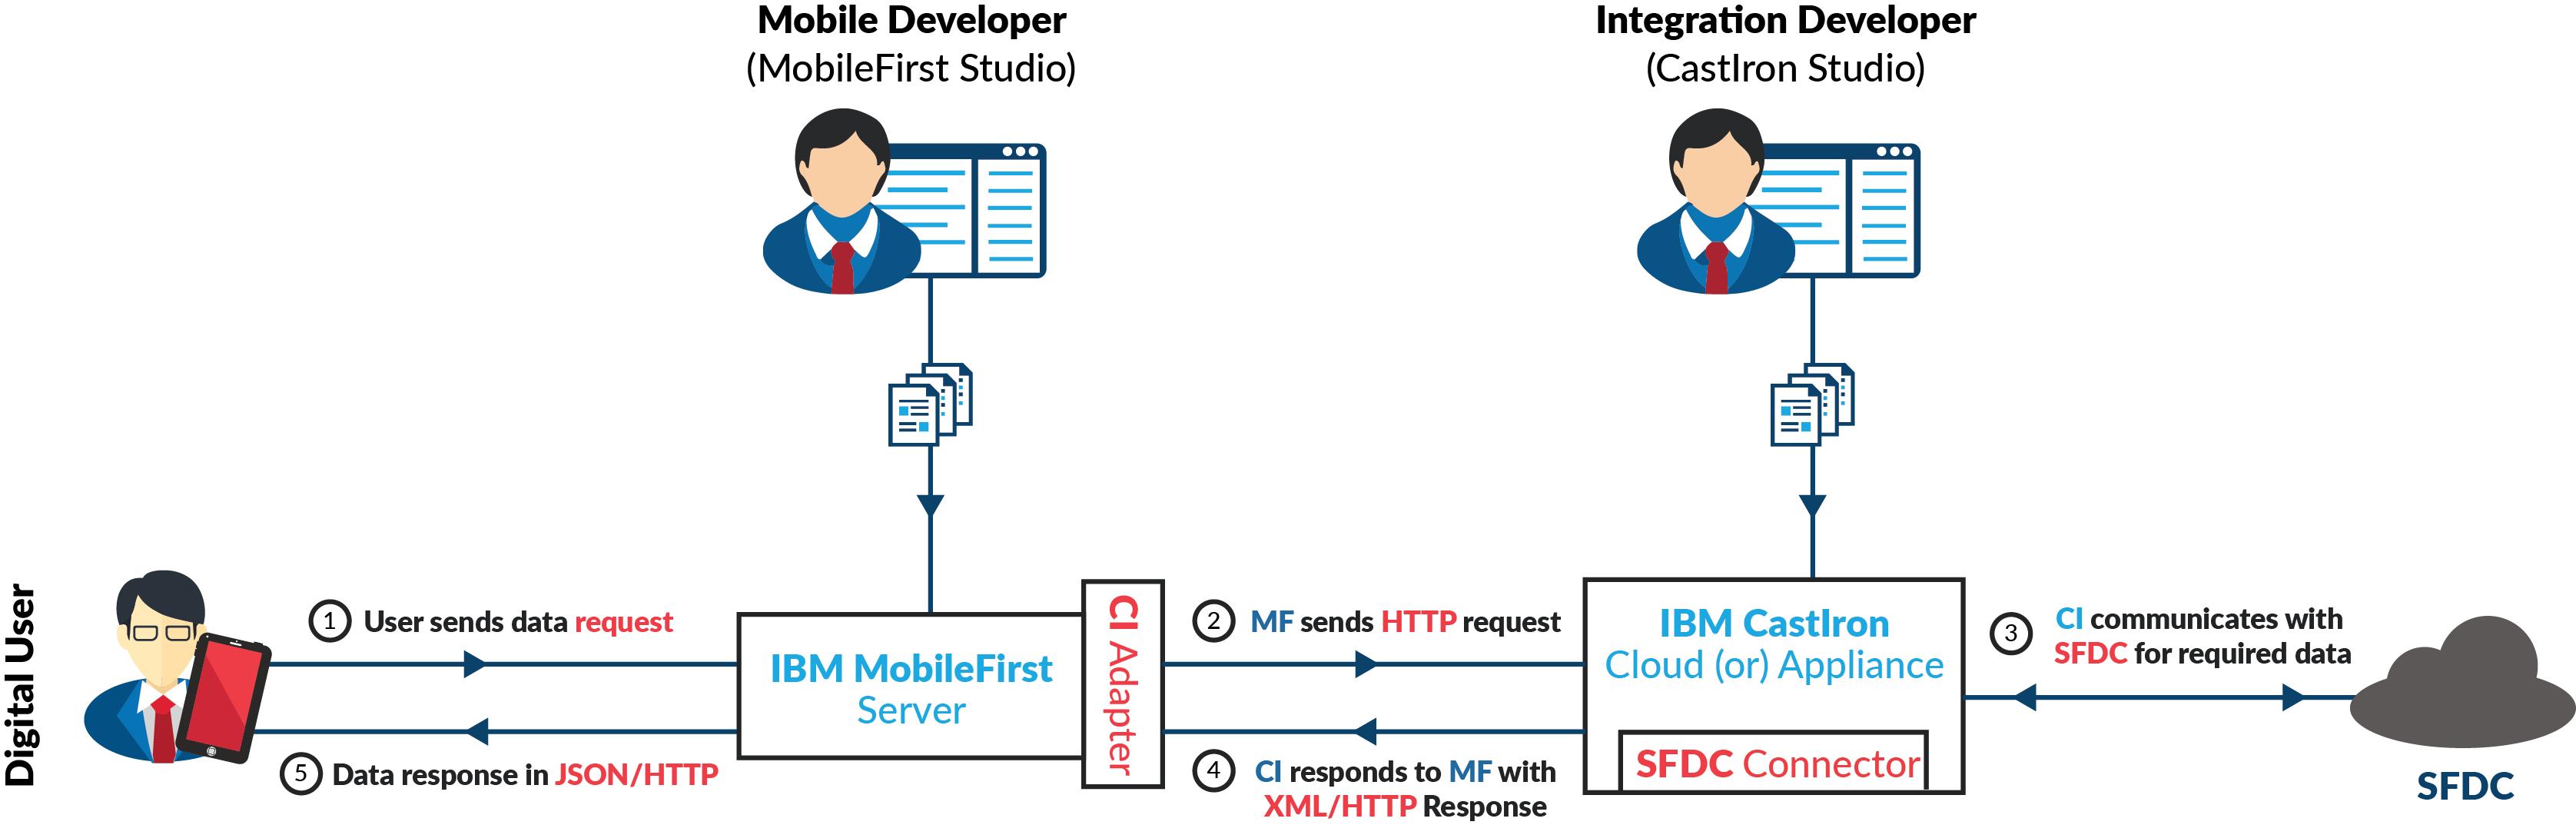 Mobile Developer
(MobileFirst Studio)
Integration Developer
(CastIron Studio)
Digital User
1 User sends data request
IBM MobileFirst
Server
CI Adapter
2 MF sends HTTP request
IBM CastIron
Cloud (or) Appliance
SFDC Connector
3 CI communicates with
SFDC for required data
SFDC
4 CI responds to MF with
XML/HTTP Response
5 Data response in JSON/HTTP